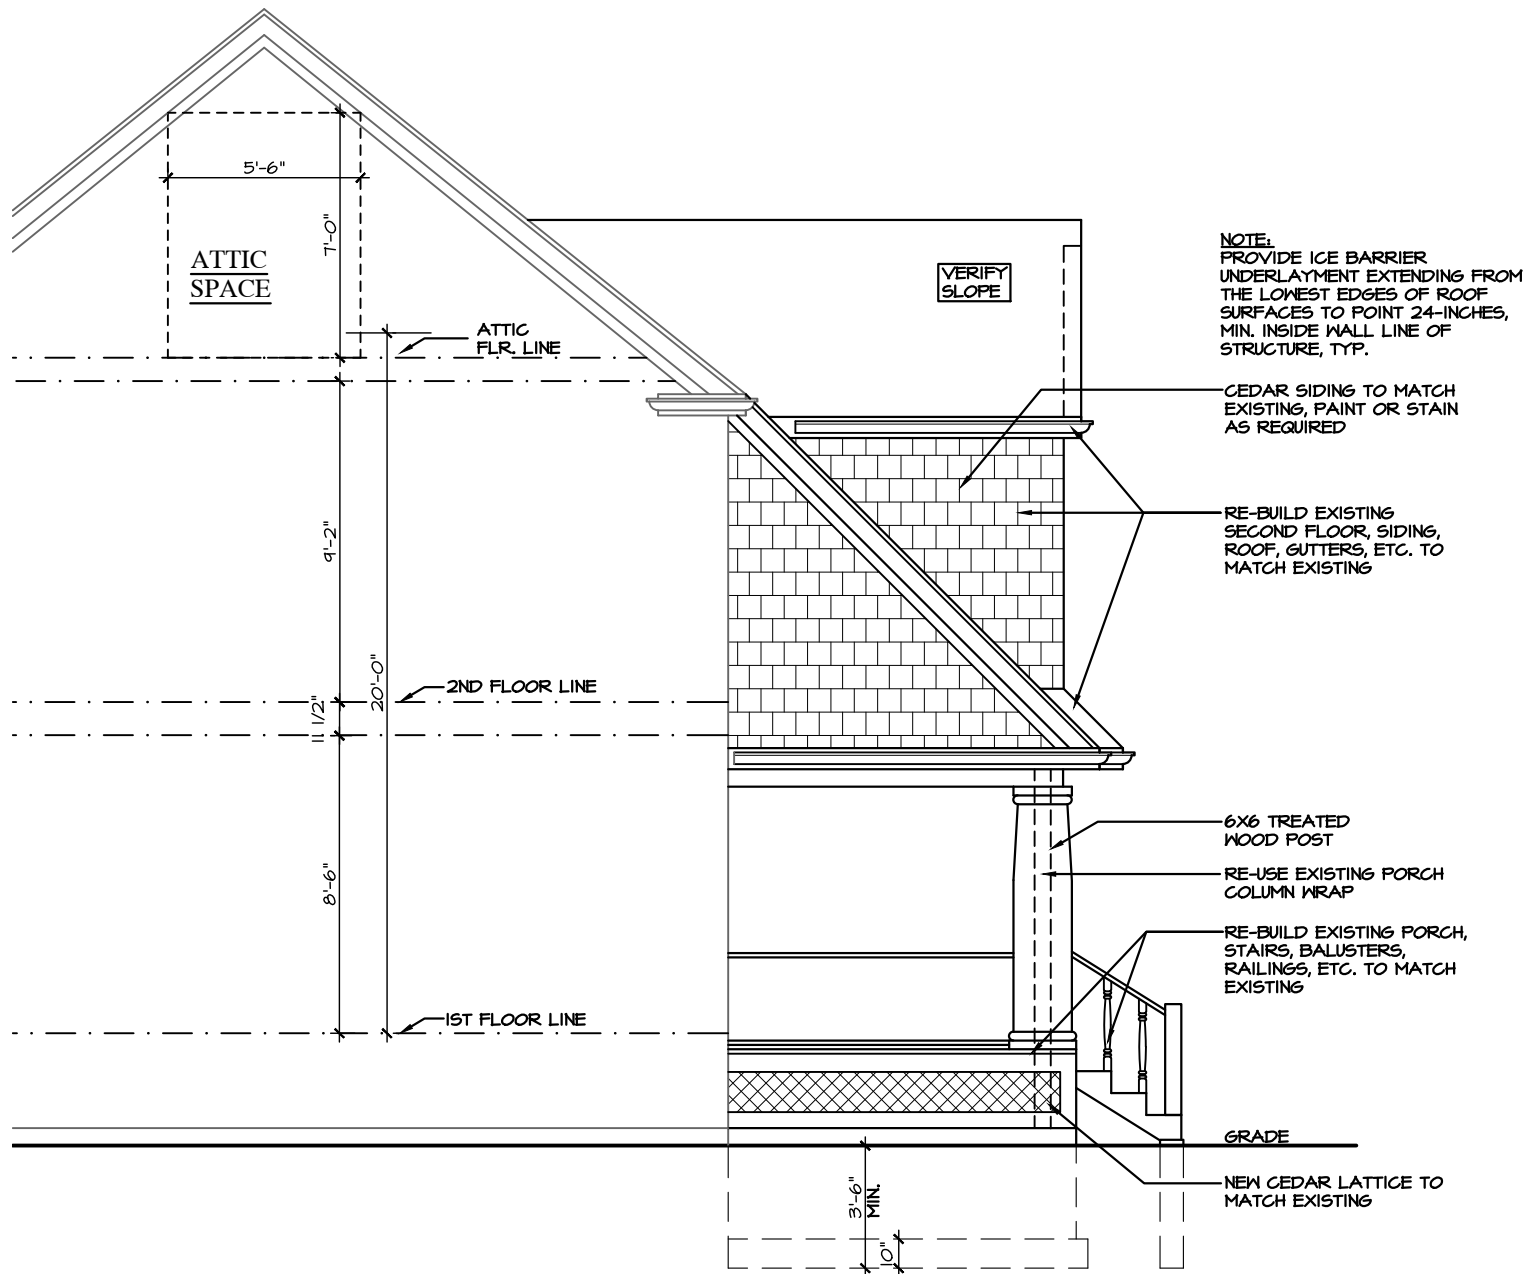 5'-6"
7'-0"
ATTIC
SPACE
ATTIC
FLR. LINE
VERIFY
SLOPE
NOTE:
PROVIDE ICE BARRIER
UNDERLAYMENT EXTENDING FROM
THE LOWEST EDGES OF ROOF
SURFACES TO POINT 24-INCHES,
MIN. INSIDE WALL LINE OF
STRUCTURE, TYP.
CEDAR SIDING TO MATCH
EXISTING, PAINT OR STAIN
AS REQUIRED
RE-BUILD EXISTING
SECOND FLOOR, SIDING,
ROOF, GUTTERS, ETC. TO
MATCH EXISTING
9'-2"
20'-0"
2ND FLOOR LINE
11 1/2"
8'-6"
6X6 TREATED
WOOD POST
RE-USE EXISTING PORCH
COLUMN WRAP
RE-BUILD EXISTING PORCH,
STAIRS, BALUSTERS,
RAILINGS, ETC. TO MATCH
EXISTING
1ST FLOOR LINE
GRADE
3'-6"
MIN.
10"
NEW CEDAR LATTICE TO
MATCH EXISTING